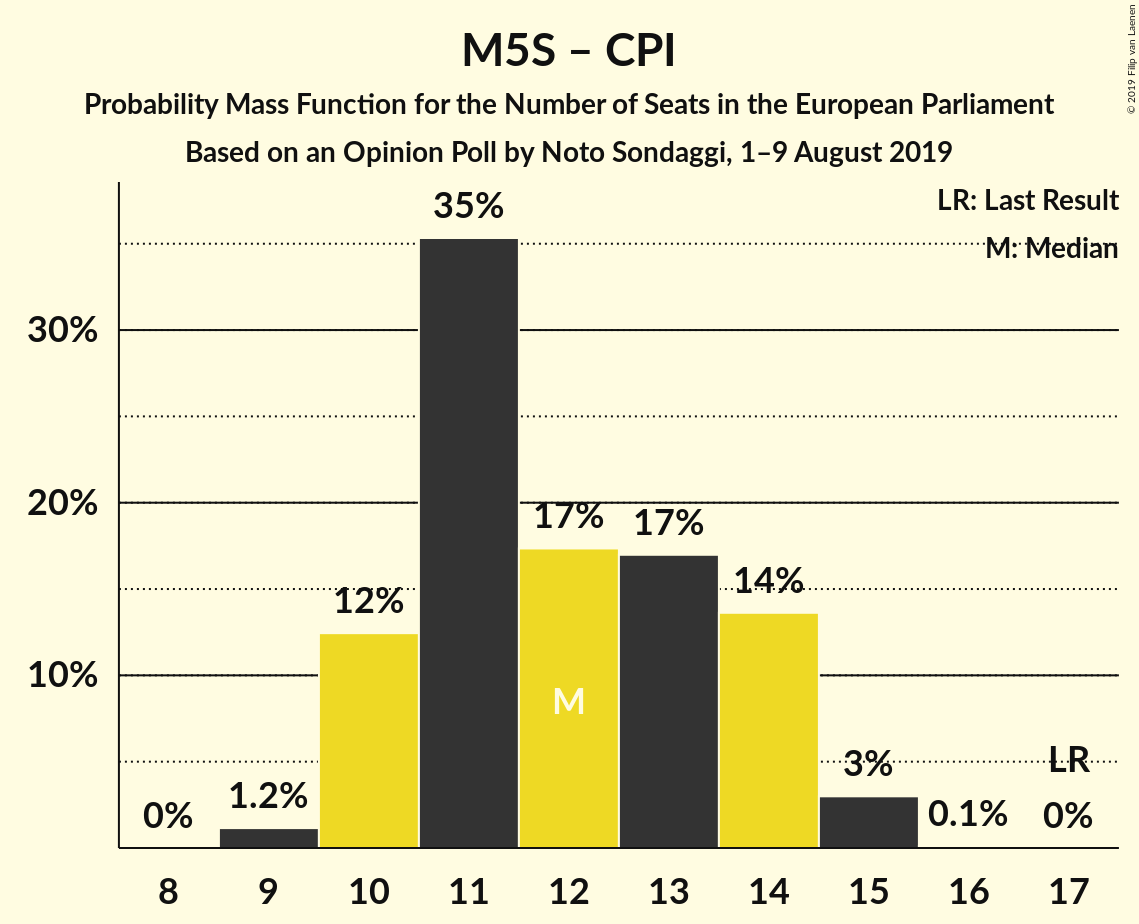 M5S – CPI
Probability Mass Function for the Number of Seats in the European Parliament
Based on an Opinion Poll by Noto Sondaggi, 1–9 August 2019
© 2019 Filip van Laenen
LR: Last Result
M: Median
35%
30%
20%
17%
17%
14%
12%
10%
M
LR
3%
1.2%
0%
0.1%
0%
8 9 10 11 12 13 14 15 16 17